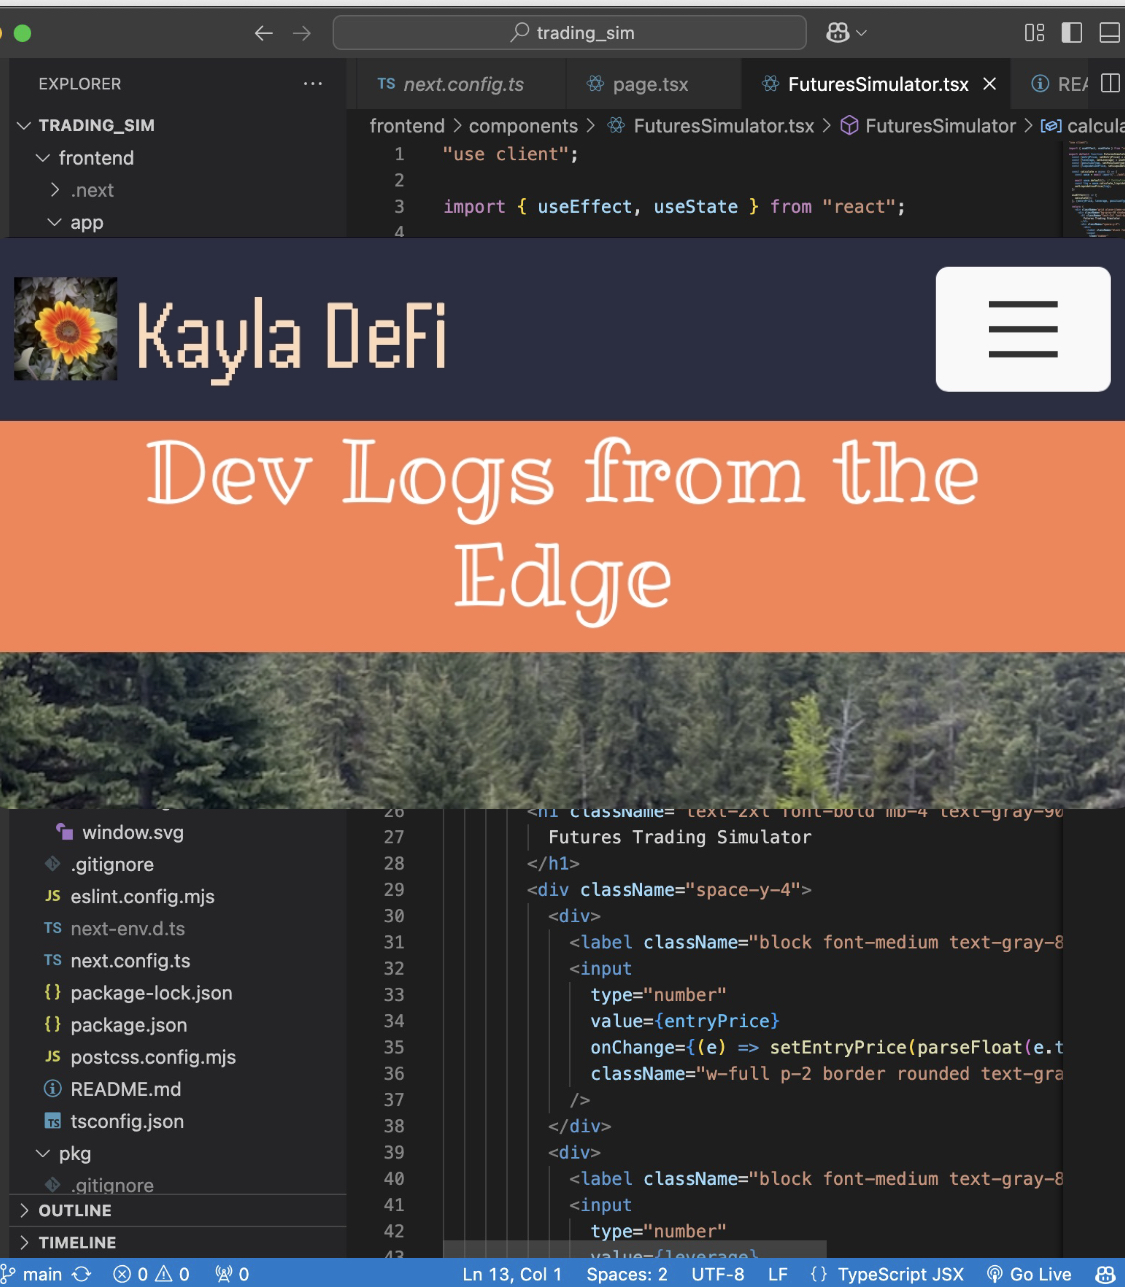 trading_sim
EXPLORER
TS next.config.ts
page.tsx
FuturesSimulator.tsx
TRADING_SIM
frontend > components > FuturesSimulator.tsx > FuturesSimulator >
frontend
.next
app
1 "use client";
2
3 import { useEffect, useState } from "react";
4
Kayla DeFi
Dev Logs from the
Edge
window.svg
.gitignore
JS eslint.config.mjs
TS next-env.d.ts
TS next.config.ts
{} package-lock.json
{} package.json
JS postcss.config.mjs
README.md
TS tsconfig.json
pkg
.gitignore
OUTLINE
TIMELINE
26 <h1 className="text-2xl font-bold mb-4 text-gray-90
27 Futures Trading Simulator
28 </h1>
29 <div className="space-y-4">
30 <div>
31 <label className="block font-medium text-gray-8
32 <input
33 type="number"
34 value={entryPrice}
35 onChange={(e) => setEntryPrice(parseFloat(e.t
36 className="w-full p-2 border rounded text-gra
37 />
38 </div>
39 <div>
40 <label className="block font-medium text-gray-8
41 <input
42 type="number"
43 value={leverage}
main 0 0 0 Ln 13, Col 1 Spaces: 2 UTF-8 LF {} TypeScript JSX Go Live